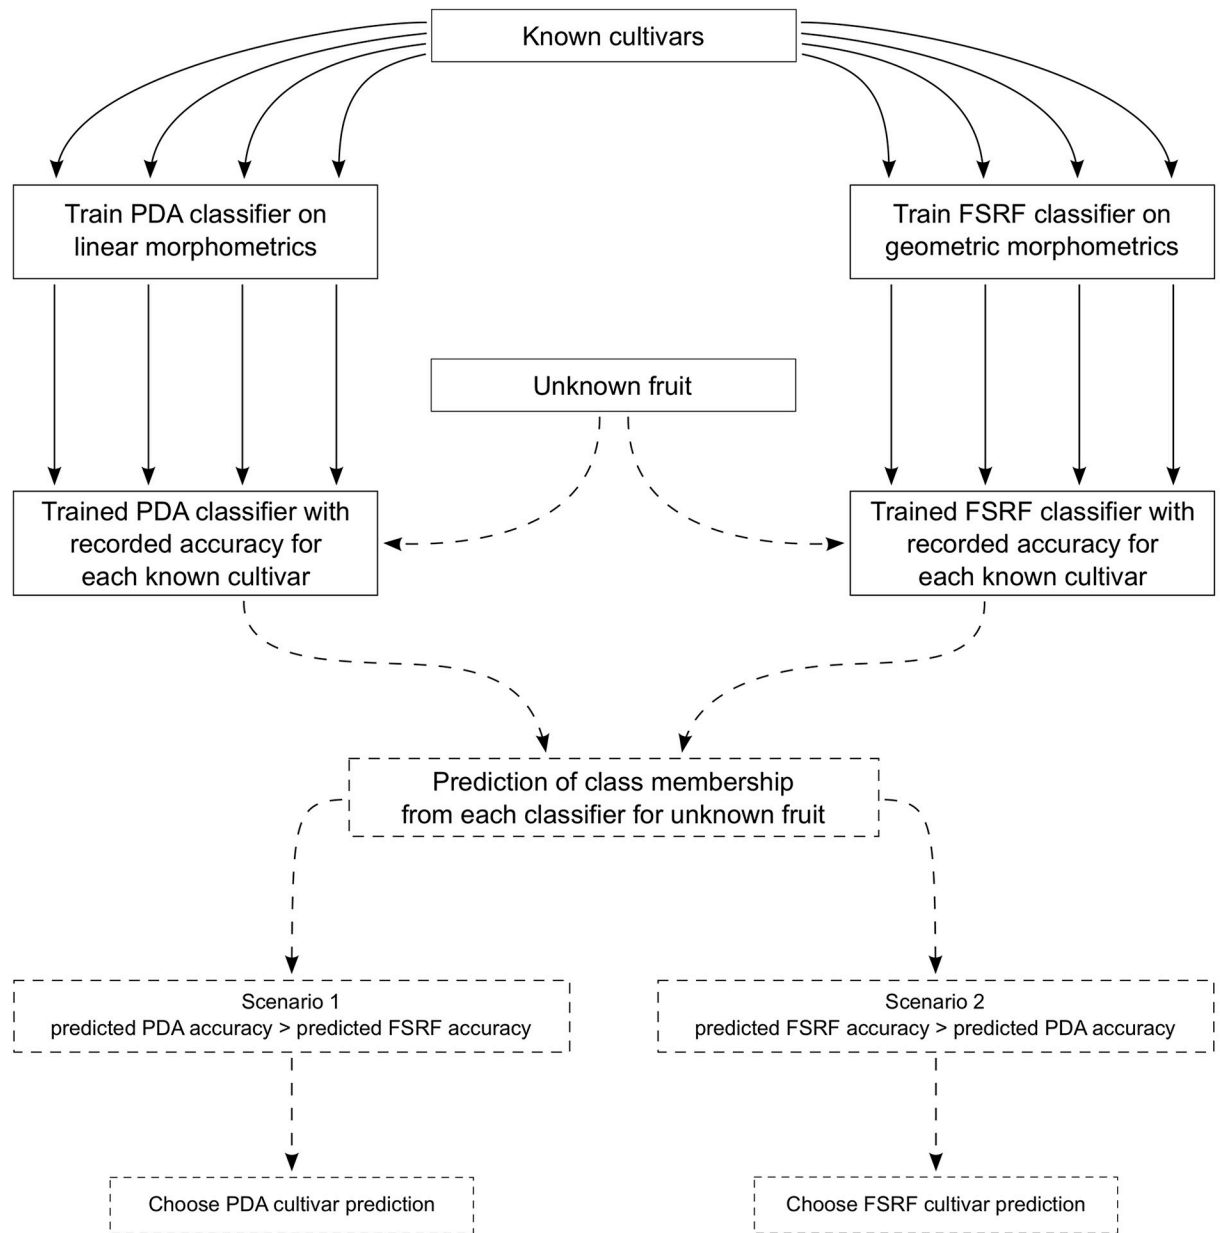 Known cultivars
Train PDA classifier on
linear morphometrics
Train FSRF classifier on
geometric morphometrics
Unknown fruit
Trained PDA classifier with
recorded accuracy for
each known cultivar
Trained FSRF classifier with
recorded accuracy for
each known cultivar
Prediction of class membership
from each classifier for unknown fruit
Scenario 1
predicted PDA accuracy > predicted FSRF accuracy
Scenario 2
predicted FSRF accuracy > predicted PDA accuracy
Choose PDA cultivar prediction
Choose FSRF cultivar prediction